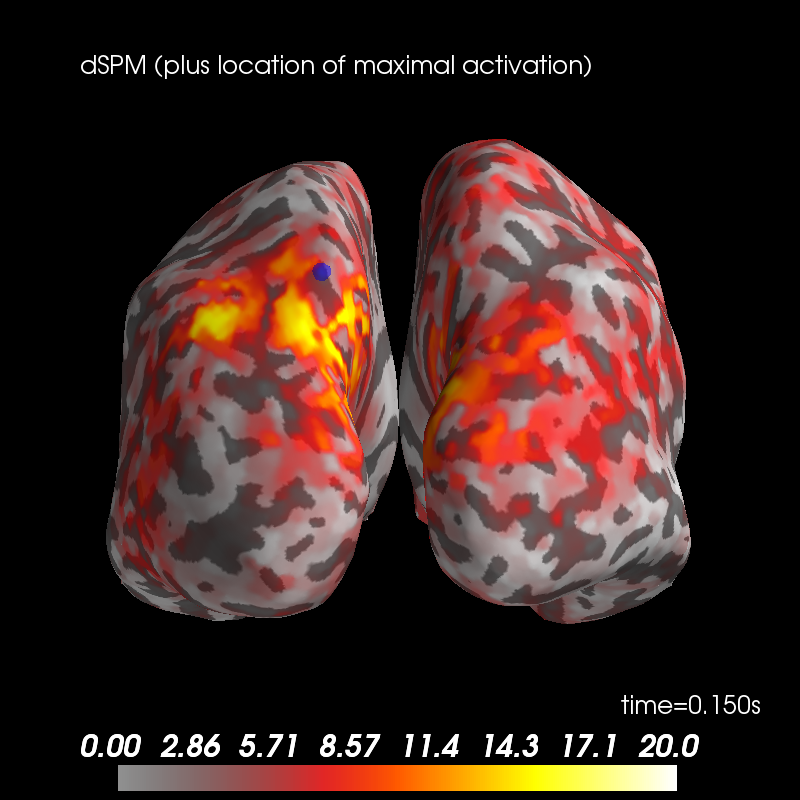 dSPM (plus location of maximal activation)
time=0.150s
0.00 2.86 5.71 8.57 11.4 14.3 17.1 20.0